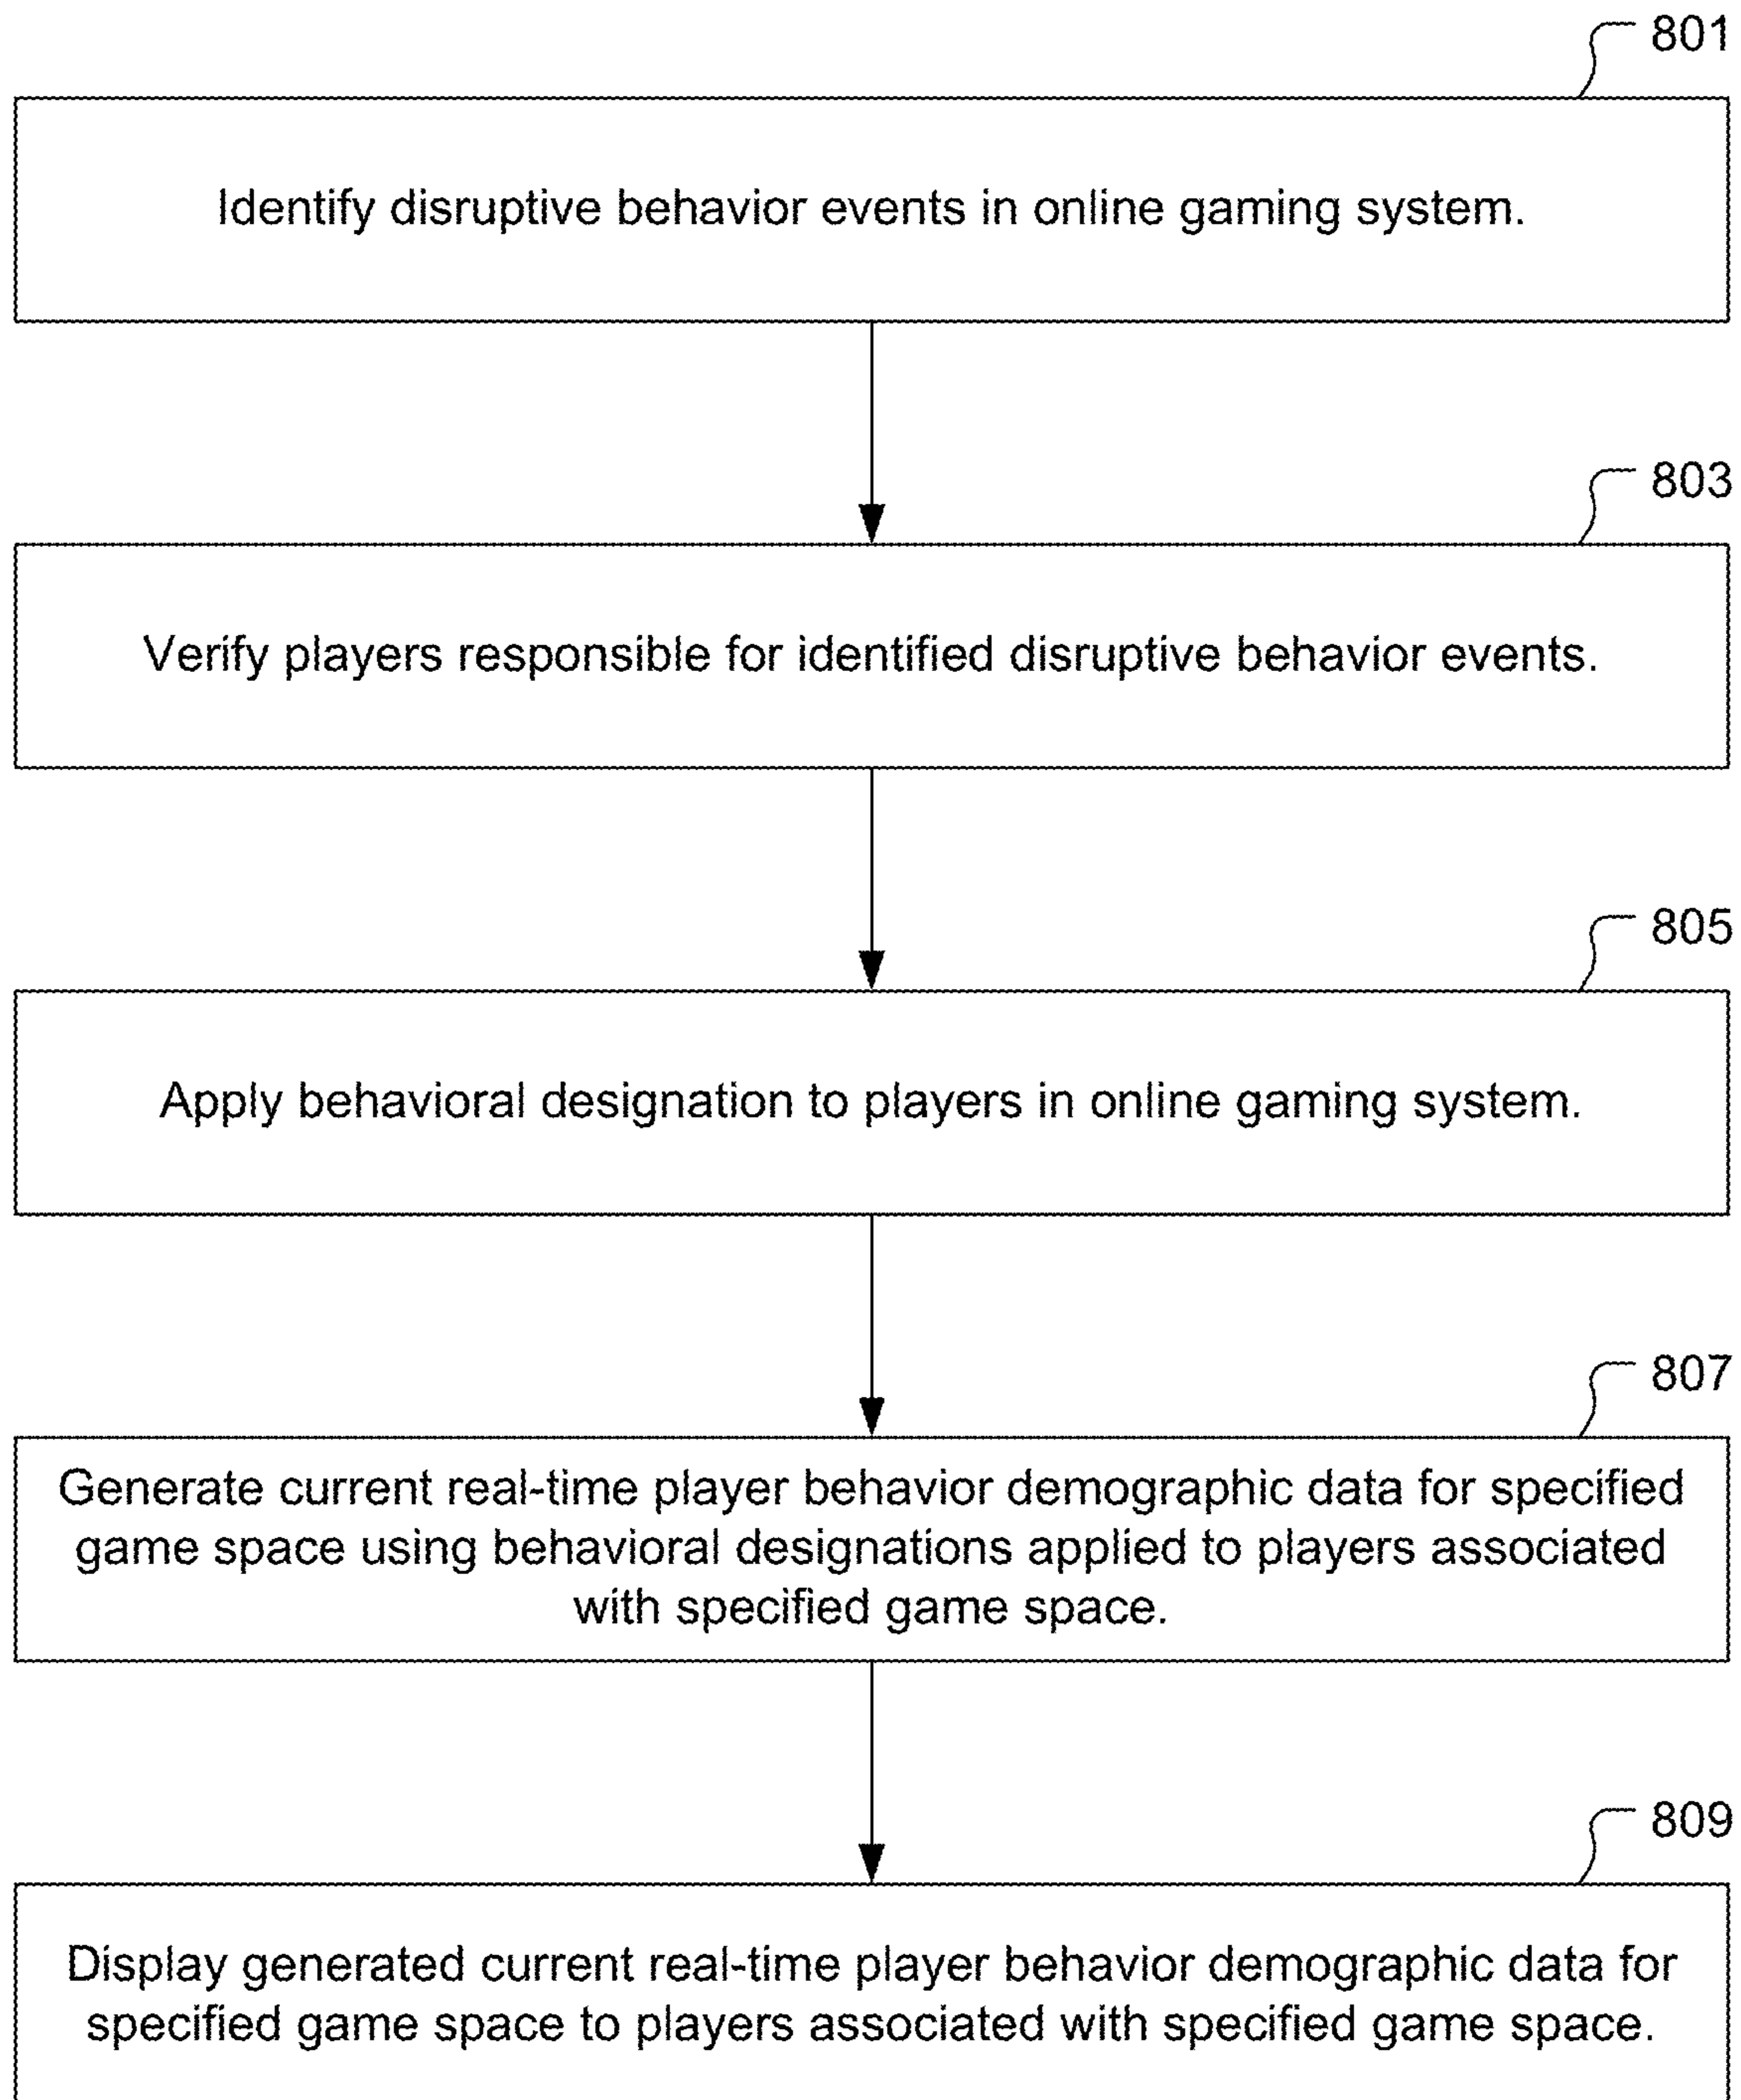 801
Identify disruptive behavior events in online gaming system.
803
Verify players responsible for identified disruptive behavior events.
805
Apply behavioral designation to players in online gaming system.
807
Generate current real-time player behavior demographic data for specified
game space using behavioral designations applied to players associated
with specified game space.
809
Display generated current real-time player behavior demographic data for
specified game space to players associated with specified game space.